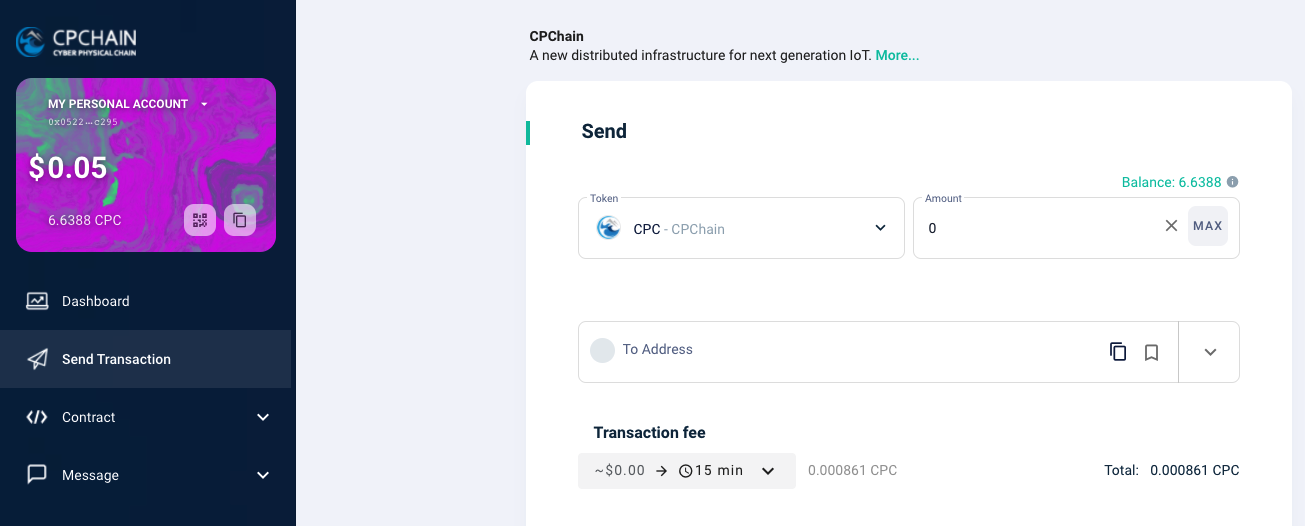 CPCHAIN
CYBER PHYSICAL CHAIN
MY PERSONAL ACCOUNT
0x0522...c295
$0.05
6.6388 CPC
Dashboard
Send Transaction
Contract
Message
CPChain
A new distributed infrastructure for next generation IoT. More...
Send
Balance: 6.6388
Token
CPC - CPChain
Amount
0
MAX
To Address
Transaction fee
~$0.00 → 15 min
0.000861 CPC
Total: 0.000861 CPC